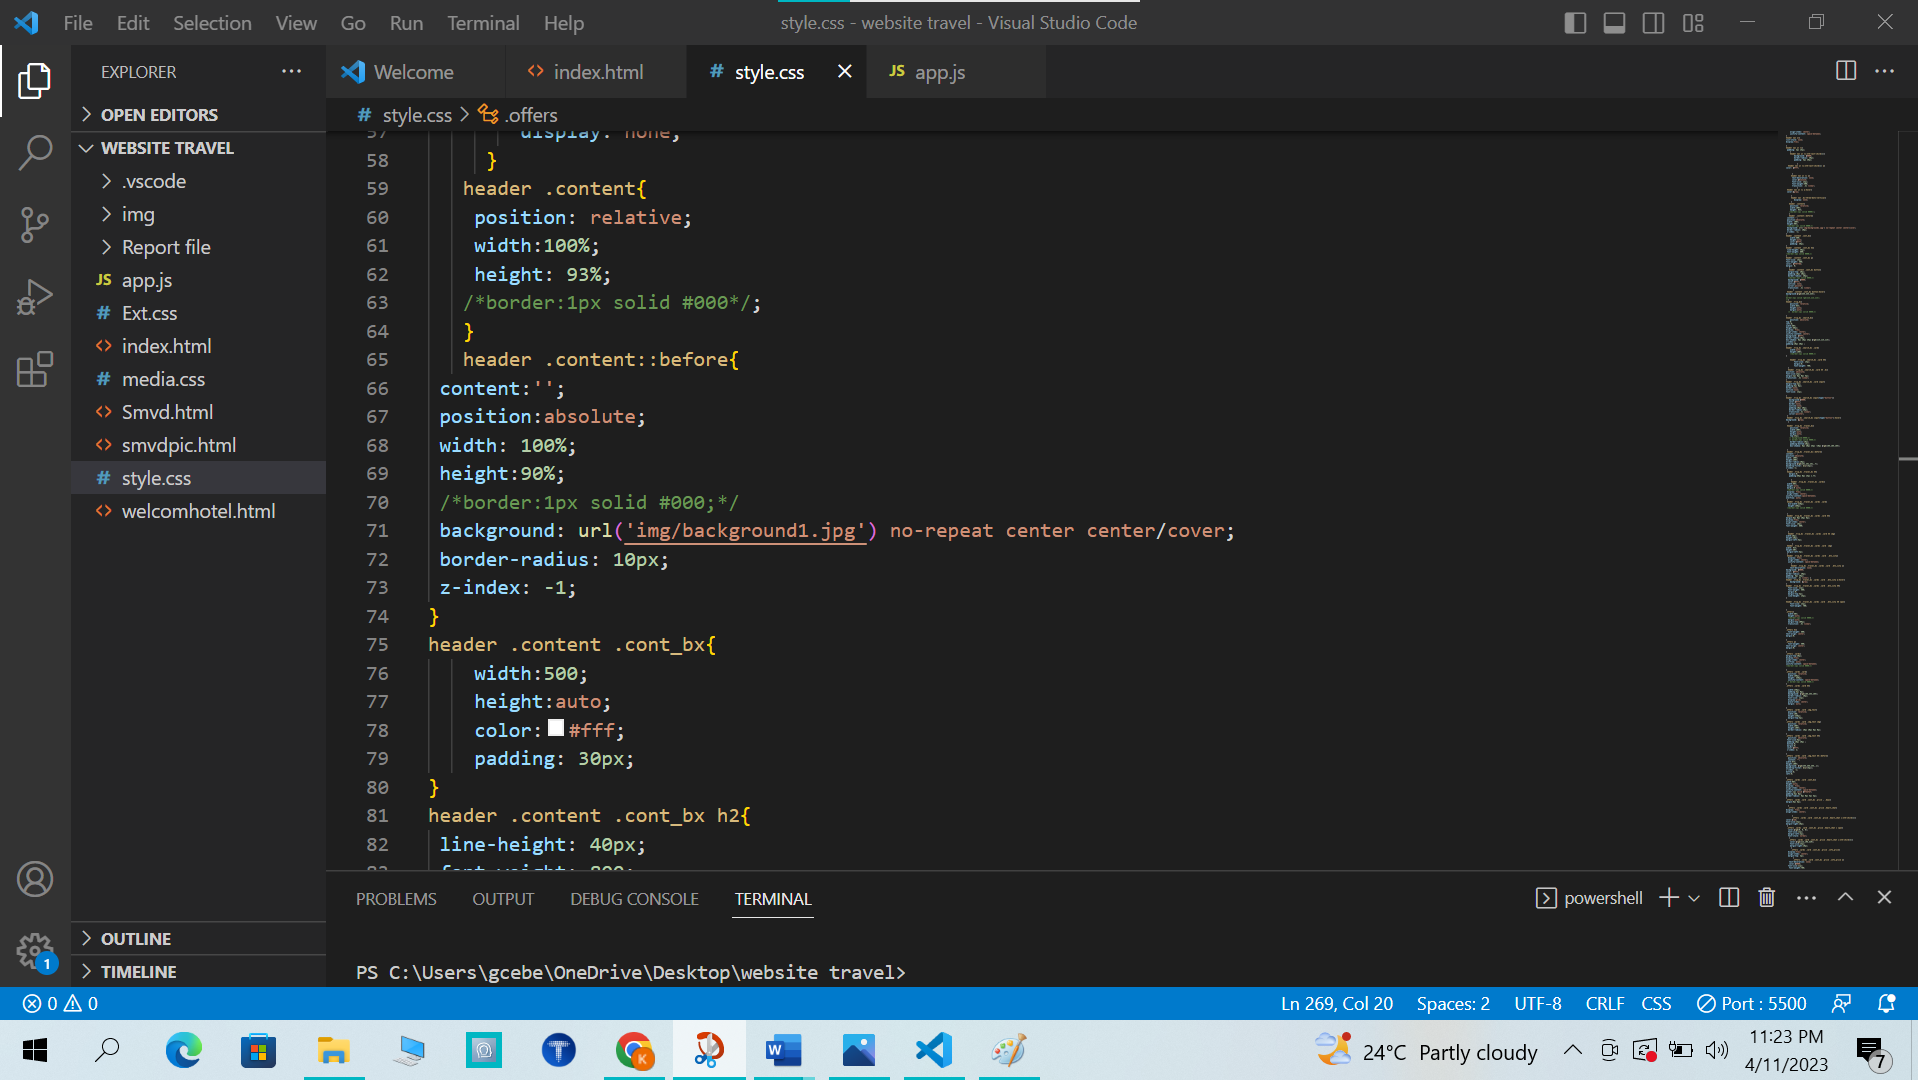 File Edit Selection View Go Run Terminal Help
style.css - website travel - Visual Studio Code
EXPLORER
Welcome
index.html
style.css
JS app.js
OPEN EDITORS
# style.css > .offers
WEBSITE TRAVEL
.vscode
img
Report file
JS app.js
# Ext.css
index.html
# media.css
Smvd.html
smvdpic.html
# style.css
welcomhotel.html
OUTLINE
TIMELINE
57 display: none;
58 }
59 header .content{
60 position: relative;
61 width:100%;
62 height: 93%;
63 /*border:1px solid #000*/;
64 }
65 header .content::before{
66 content:'';
67 position:absolute;
68 width: 100%;
69 height:90%;
70 /*border:1px solid #000;*/
71 background: url('img/background1.jpg') no-repeat center center/cover;
72 border-radius: 10px;
73 z-index: -1;
74 }
75 header .content .cont_bx{
76 width:500;
77 height:auto;
78 color: #fff;
79 padding: 30px;
80 }
81 header .content .cont_bx h2{
82 line-height: 40px;
PROBLEMS OUTPUT DEBUG CONSOLE TERMINAL
powershell
PS C:\Users\gcebe\OneDrive\Desktop\website travel>
1
0 0
Ln 269, Col 20 Spaces: 2 UTF-8 CRLF CSS Port : 5500
24°C Partly cloudy
11:23 PM
4/11/2023
7